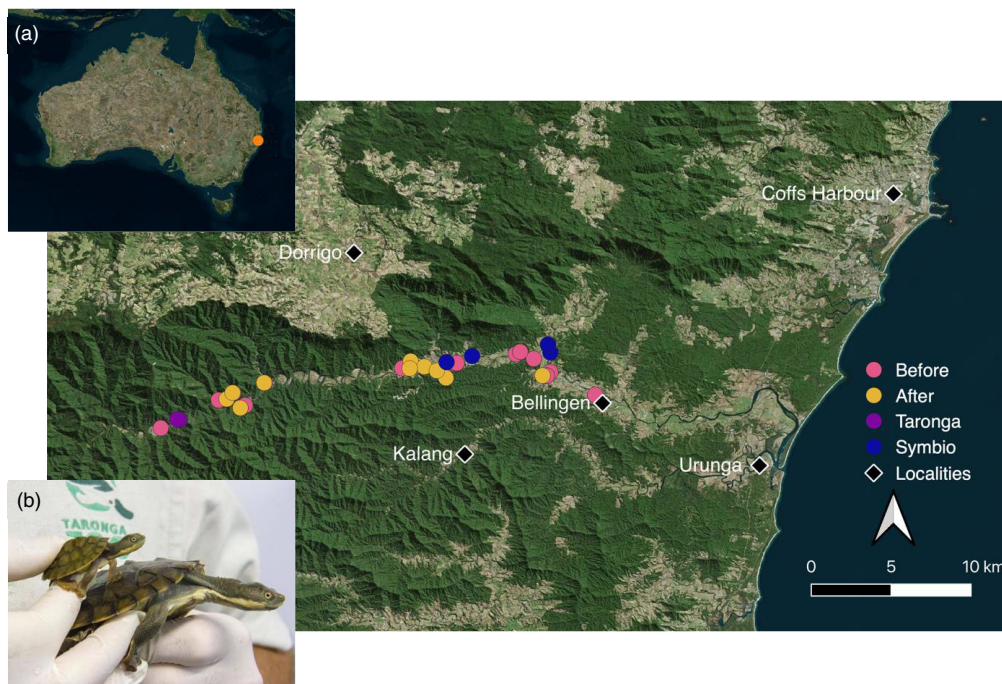 (a)
Coffs Harbour
Dorrigo
Before
After
Bellingen
Taronga
Kalang
Symbio
Urunga
Localities
(b)
TARONGA
0 5 10 km